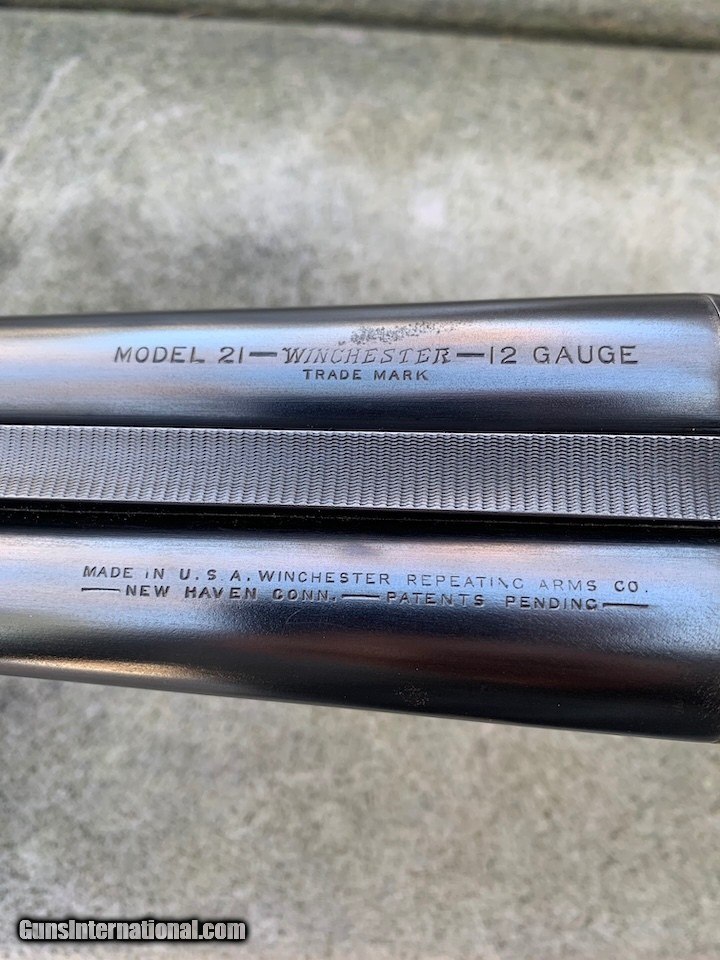 MODEL 21—WINCHESTER—12 GAUGE
TRADE MARK
MADE IN U.S.A. WINCHESTER REPEATING ARMS CO.
—NEW HAVEN CONN.—PATENTS PENDING—
GunsInternational.com